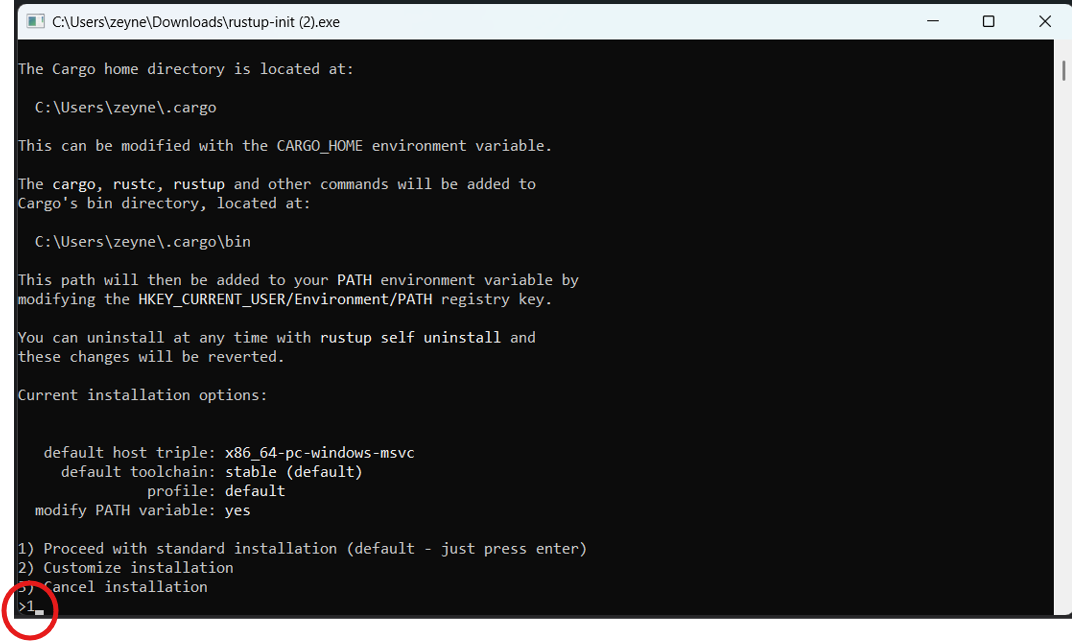 C:\Users\zeyne\Downloads\rustup-init (2).exe
The Cargo home directory is located at:
C:\Users\zeyne\.cargo
This can be modified with the CARGO_HOME environment variable.
The cargo, rustc, rustup and other commands will be added to
Cargo's bin directory, located at:
C:\Users\zeyne\.cargo\bin
This path will then be added to your PATH environment variable by
modifying the HKEY_CURRENT_USER/Environment/PATH registry key.
You can uninstall at any time with rustup self uninstall and
these changes will be reverted.
Current installation options:
default host triple: x86_64-pc-windows-msvc
default toolchain: stable (default)
profile: default
modify PATH variable: yes
1) Proceed with standard installation (default - just press enter)
2) Customize installation
3) Cancel installation
>1_